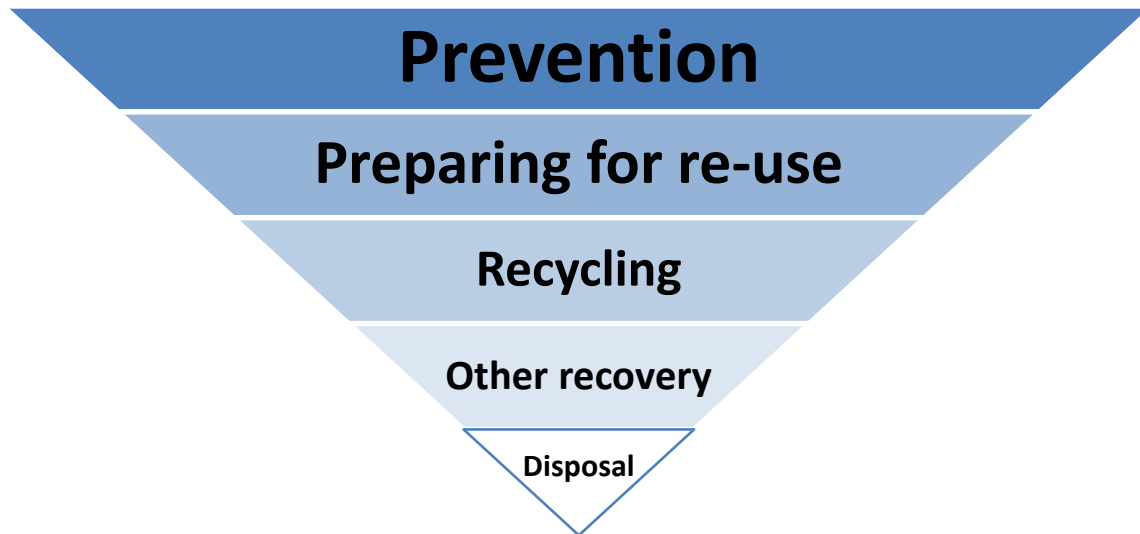 Prevention
Preparing for re-use
Recycling
Other recovery
Disposal